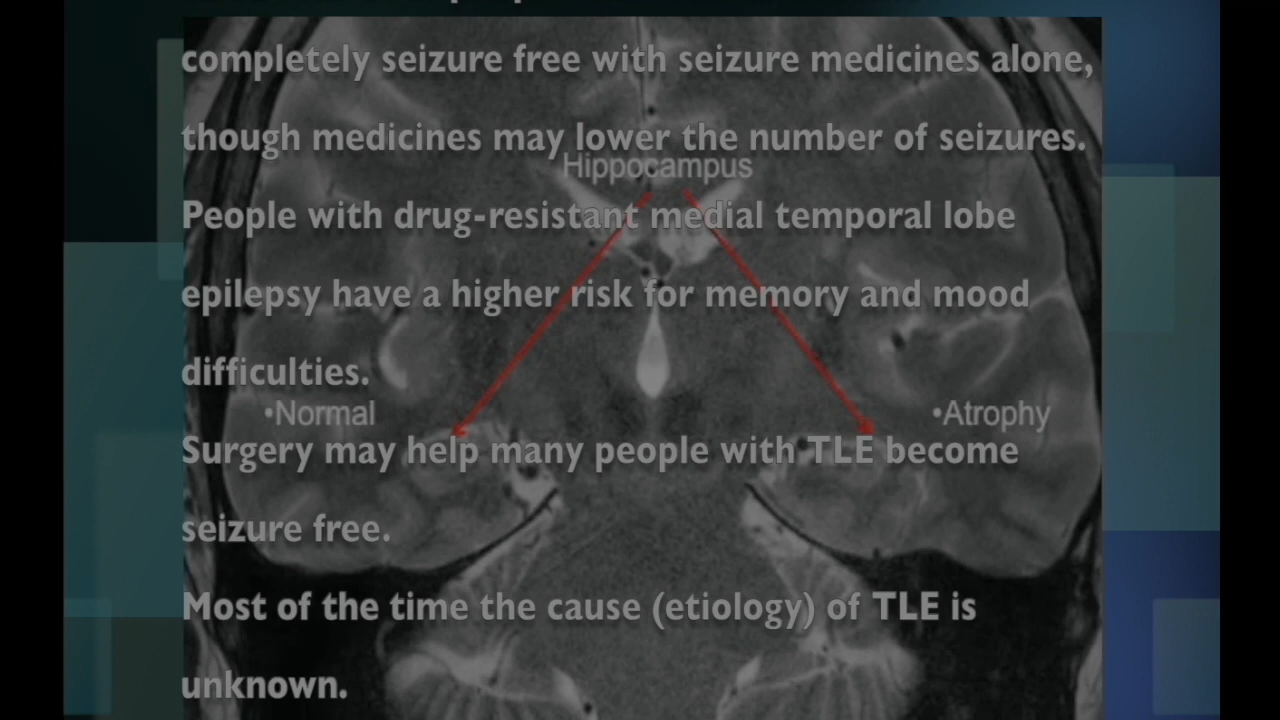 completely seizure free with seizure medicines alone,
though medicines may lower the number of seizures.
Hippocampus
People with drug-resistant medial temporal lobe
epilepsy have a higher risk for memory and mood
difficulties.
•Normal
•Atrophy
Surgery may help many people with TLE become
seizure free.
Most of the time the cause (etiology) of TLE is
unknown.